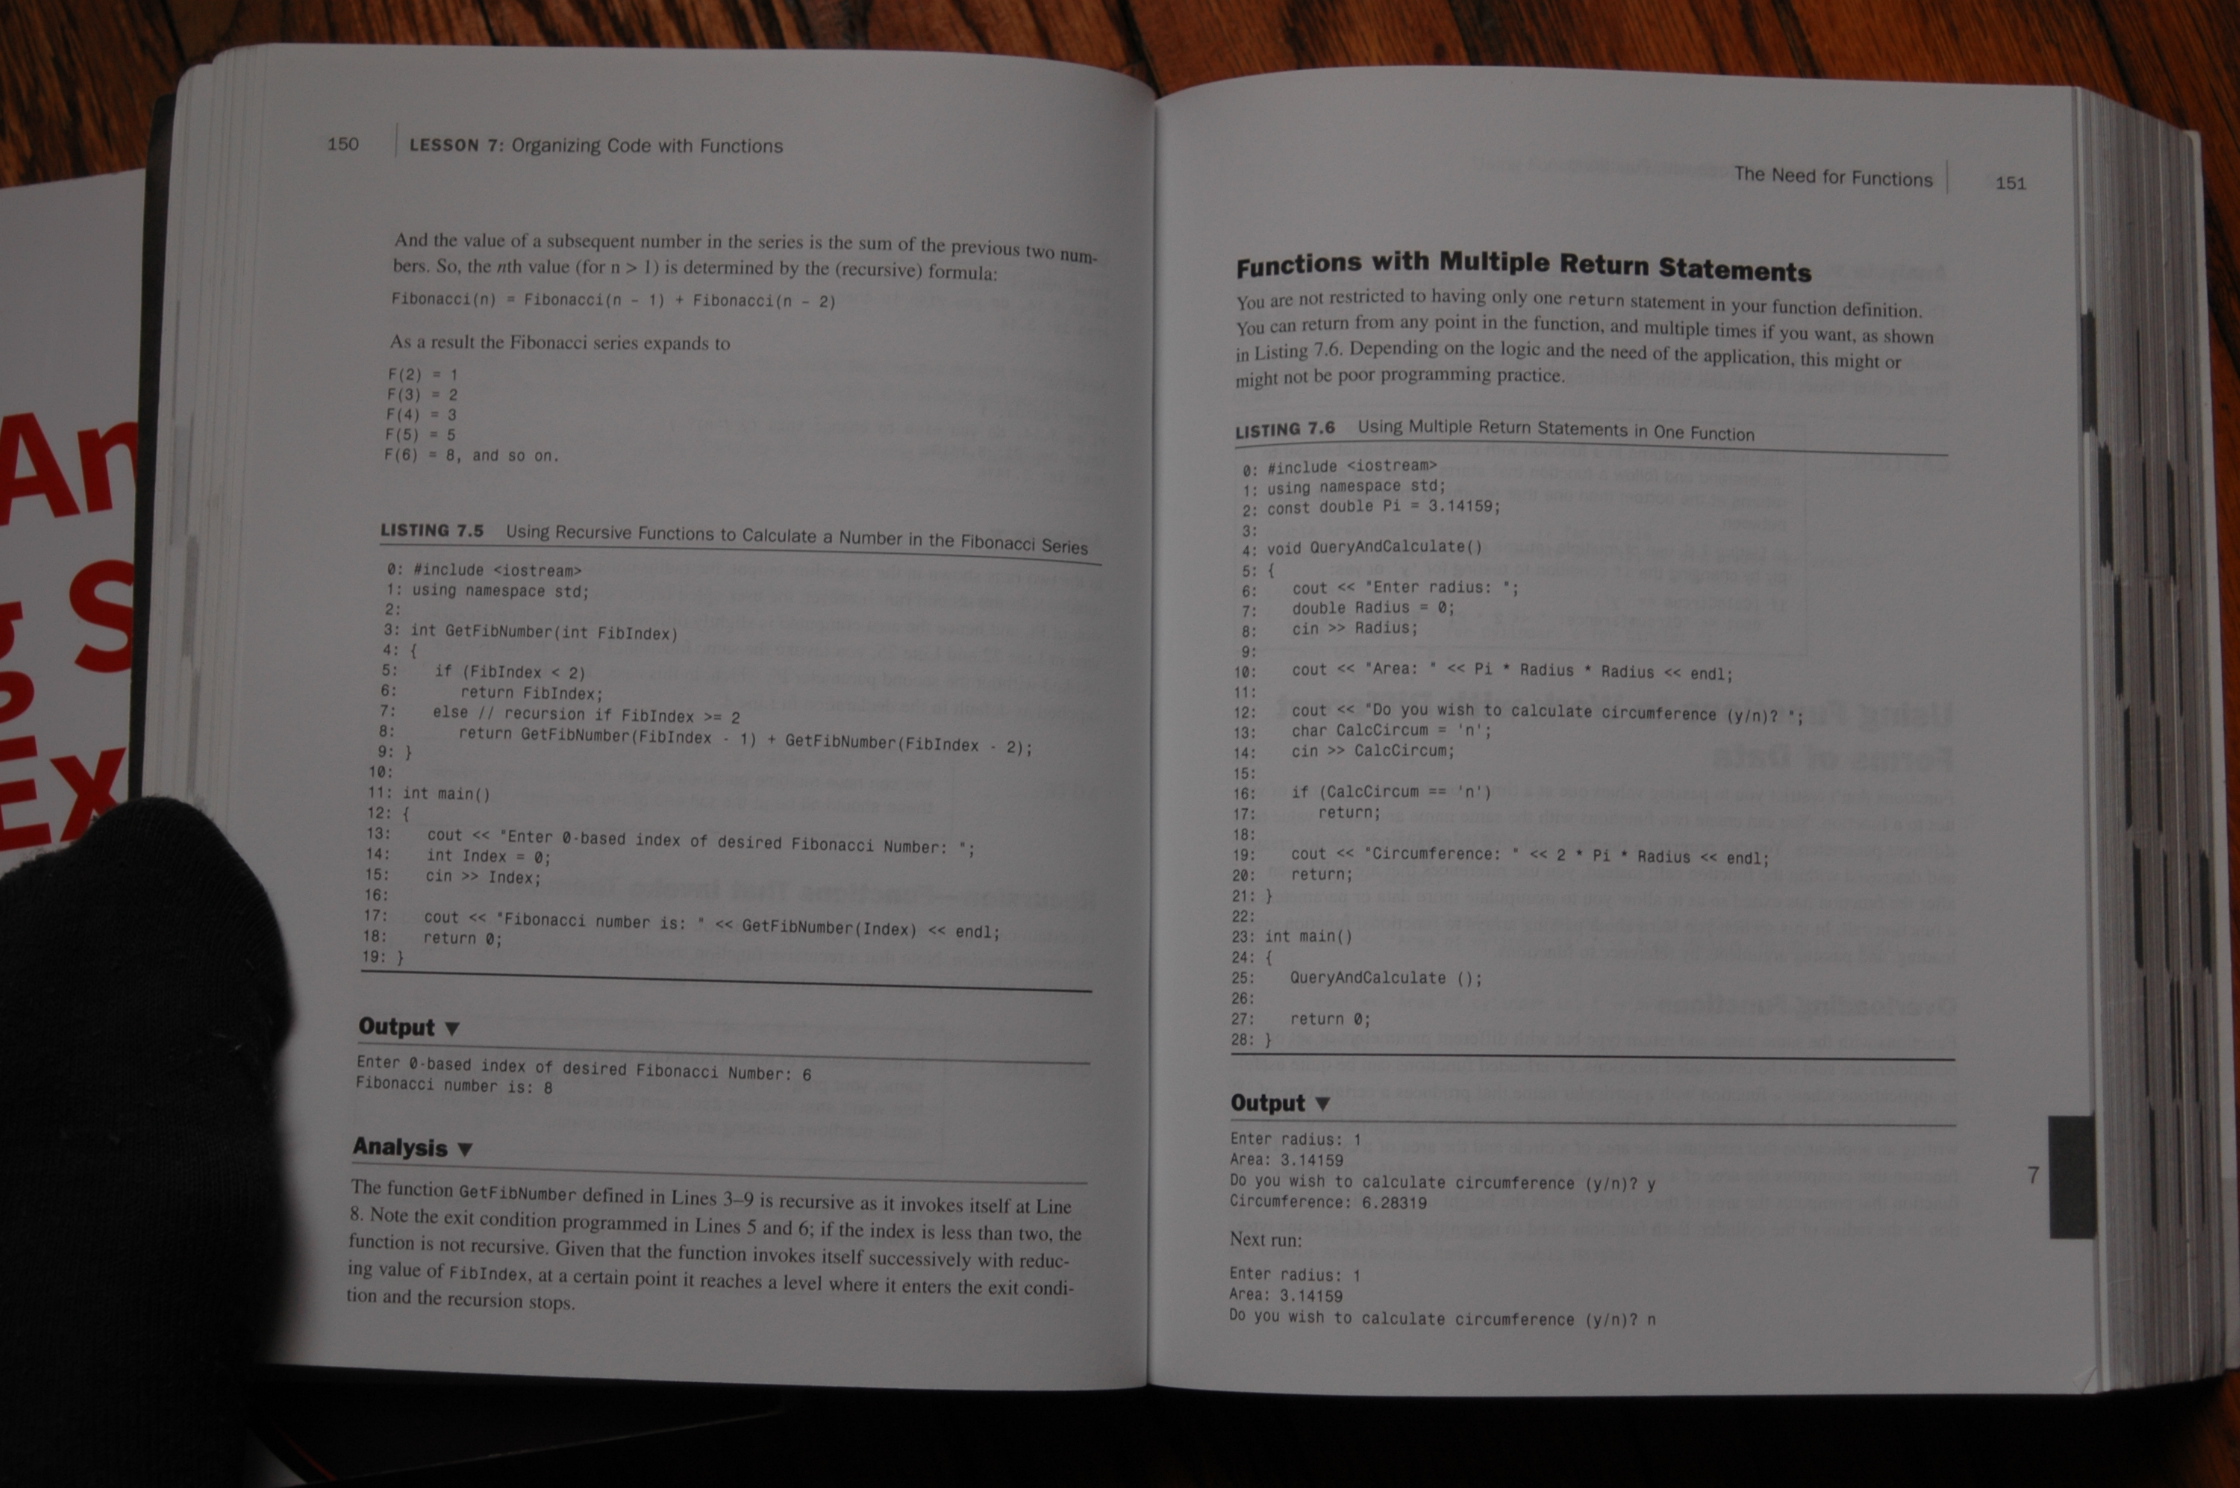 150 LESSON 7: Organizing Code with Functions
And the value of a subsequent number in the series is the sum of the previous two num-
bers. So, the nth value (for n > 1) is determined by the (recursive) formula:
Fibonacci(n) = Fibonacci(n - 1) + Fibonacci(n - 2)
As a result the Fibonacci series expands to
F(2) = 1
F(3) = 2
F(4) = 3
F(5) = 5
F(6) = 8, and so on.
LISTING 7.5 Using Recursive Functions to Calculate a Number in the Fibonacci Series
0: #include <iostream>
1: using namespace std;
2:
3: int GetFibNumber(int FibIndex)
4: {
5: if (FibIndex < 2)
6: return FibIndex;
7: else // recursion if FibIndex >= 2
8: return GetFibNumber(FibIndex - 1) + GetFibNumber(FibIndex - 2);
9: }
10:
11: int main()
12: {
13: cout << "Enter 0-based index of desired Fibonacci Number: ";
14: int Index = 0;
15: cin >> Index;
16:
17: cout << "Fibonacci number is: " << GetFibNumber(Index) << endl;
18: return 0;
19: }
Output ▼
Enter 0-based index of desired Fibonacci Number: 6
Fibonacci number is: 8
Analysis ▼
The function GetFibNumber defined in Lines 3–9 is recursive as it invokes itself at Line
8. Note the exit condition programmed in Lines 5 and 6; if the index is less than two, the
function is not recursive. Given that the function invokes itself successively with reduc-
ing value of FibIndex, at a certain point it reaches a level where it enters the exit condi-
tion and the recursion stops.
The Need for Functions 151
Functions with Multiple Return Statements
You are not restricted to having only one return statement in your function definition.
You can return from any point in the function, and multiple times if you want, as shown
in Listing 7.6. Depending on the logic and the need of the application, this might or
might not be poor programming practice.
LISTING 7.6 Using Multiple Return Statements in One Function
0: #include <iostream>
1: using namespace std;
2: const double Pi = 3.14159;
3:
4: void QueryAndCalculate()
5: {
6: cout << "Enter radius: ";
7: double Radius = 0;
8: cin >> Radius;
9:
10: cout << "Area: " << Pi * Radius * Radius << endl;
11:
12: cout << "Do you wish to calculate circumference (y/n)? ";
13: char CalcCircum = 'n';
14: cin >> CalcCircum;
15:
16: if (CalcCircum == 'n')
17: return;
18:
19: cout << "Circumference: " << 2 * Pi * Radius << endl;
20: return;
21: }
22:
23: int main()
24: {
25: QueryAndCalculate ();
26:
27: return 0;
28: }
Output ▼
Enter radius: 1
Area: 3.14159
Do you wish to calculate circumference (y/n)? y
Circumference: 6.28319
Next run:
Enter radius: 1
Area: 3.14159
Do you wish to calculate circumference (y/n)? n
7